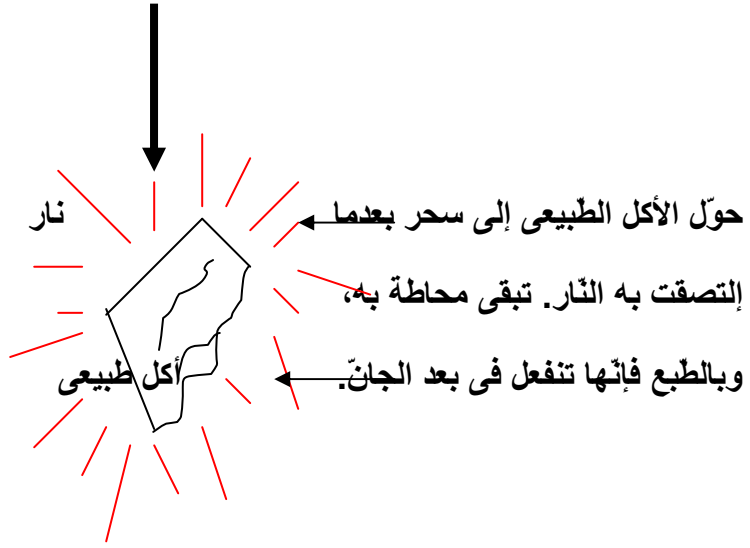 حوّل الأكل الطّبيعى إلى سحر بعدما
نار
إلتصقت به النّار. تبقى محاطة به،
وبالطّبع فإنّها تنفعل فى بعد الجانّ.
أكل طبيعى